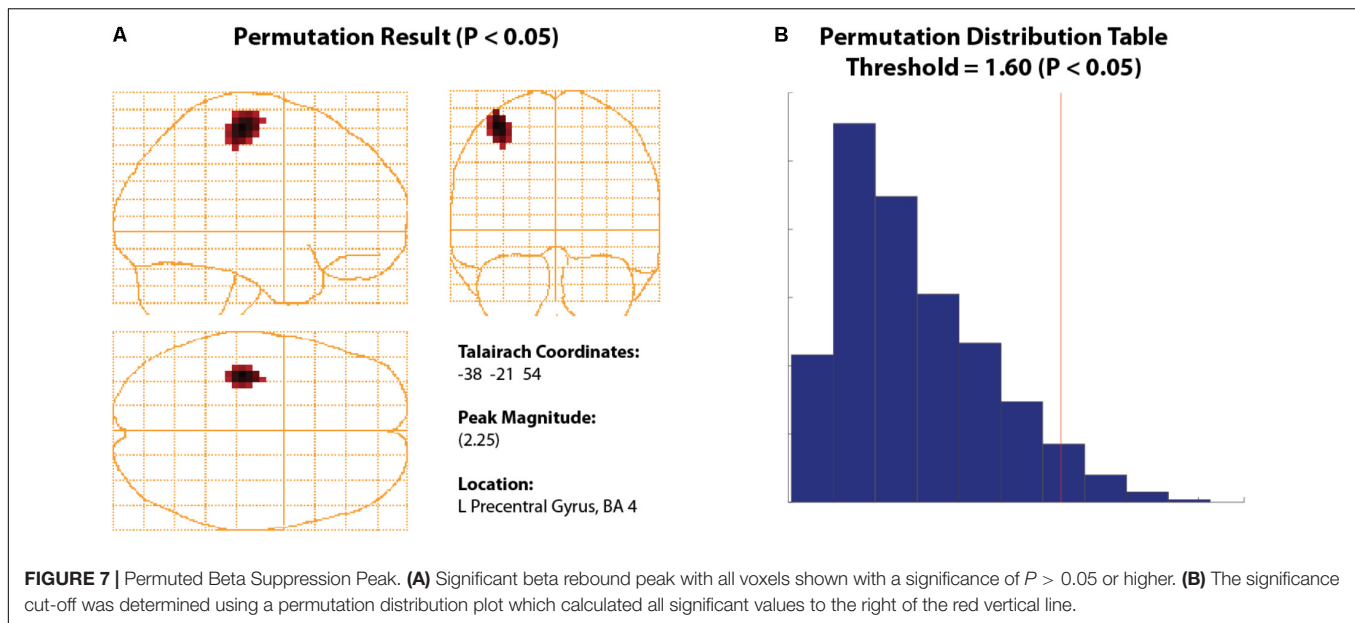 A
Permutation Result (P < 0.05)
Talairach Coordinates:
-38 -21 54
Peak Magnitude:
(2.25)
Location:
L Precentral Gyrus, BA 4
B
Permutation Distribution Table
Threshold = 1.60 (P < 0.05)
FIGURE 7 | Permuted Beta Suppression Peak. (A) Significant beta rebound peak with all voxels shown with a significance of P > 0.05 or higher. (B) The significance
cut-off was determined using a permutation distribution plot which calculated all significant values to the right of the red vertical line.